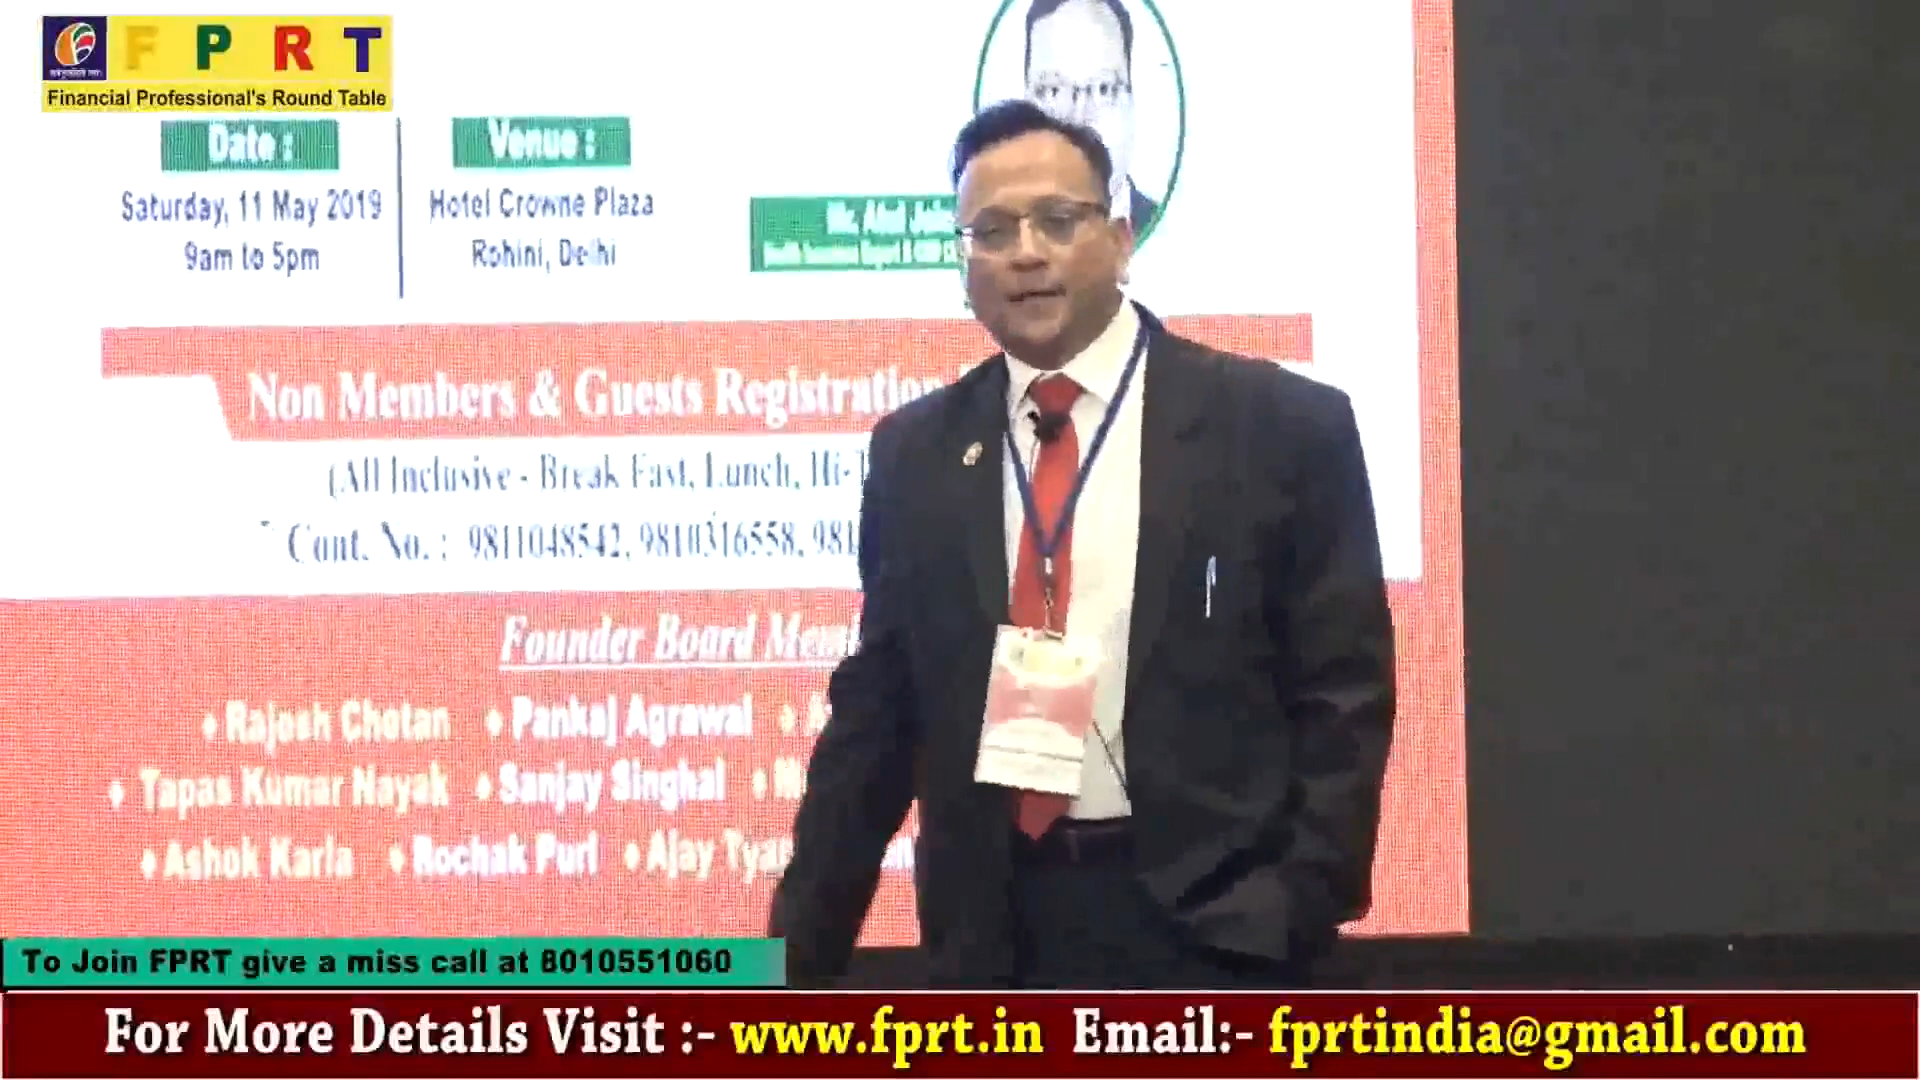 F P R T
Financial Professional's Round Table
Date :
Saturday, 11 May 2019
9am to 5pm
Venue :
Hotel Crowne Plaza
Rohini, Delhi
Non Members & Guests Registration
(All Inclusive - Break Fast, Lunch, Hi-
Cont. No. : 9811048542, 9810316558, 981
Founder Board
Rajesh Chetan
Pankaj Agrawal
Tapas Kumar Nayak
Sanjay Singhal
Ashok Karla
Rochak Puri
Ajay
To Join FPRT give a miss call at 8010551060
For More Details Visit :- www.fprt.in Email:- fprtindia@gmail.com